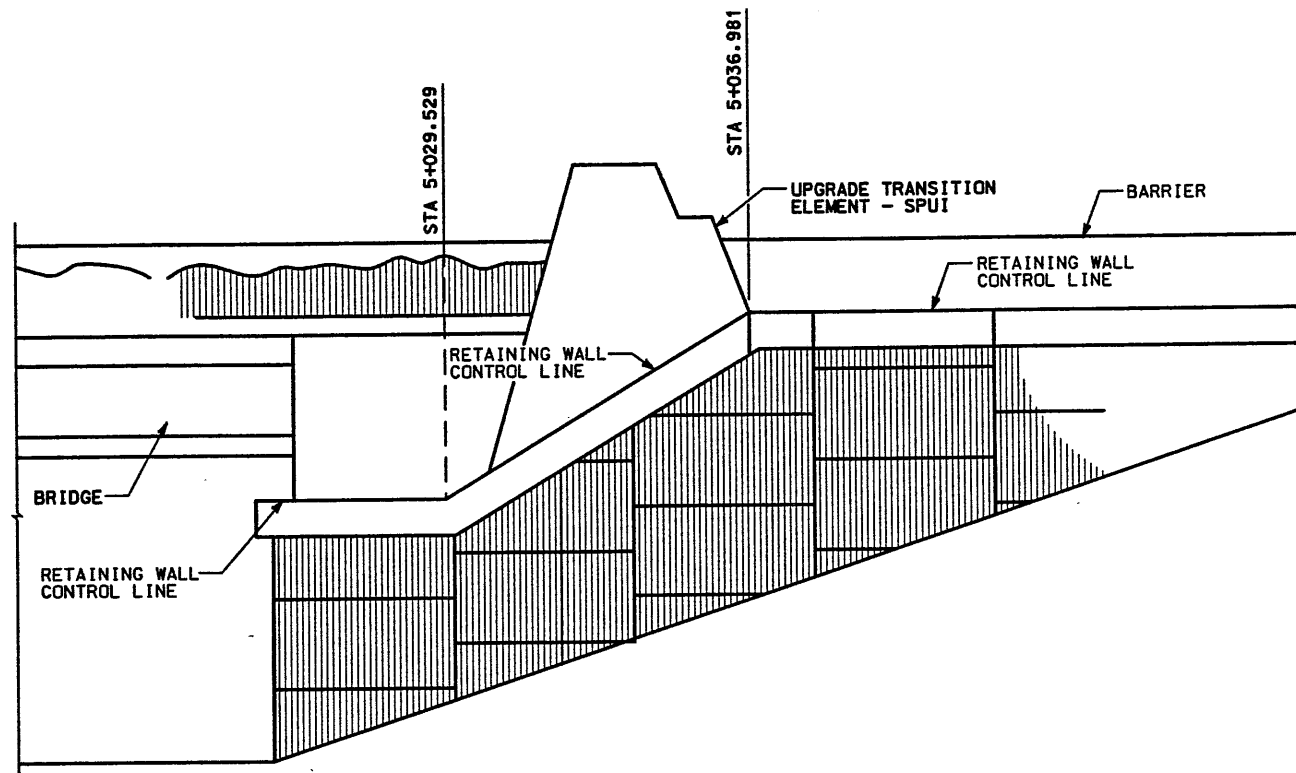 STA 5+029.529
STA 5+036.981
UPGRADE TRANSITION
ELEMENT - SPUI
BARRIER
RETAINING WALL
CONTROL LINE
RETAINING WALL
CONTROL LINE
BRIDGE
RETAINING WALL
CONTROL LINE